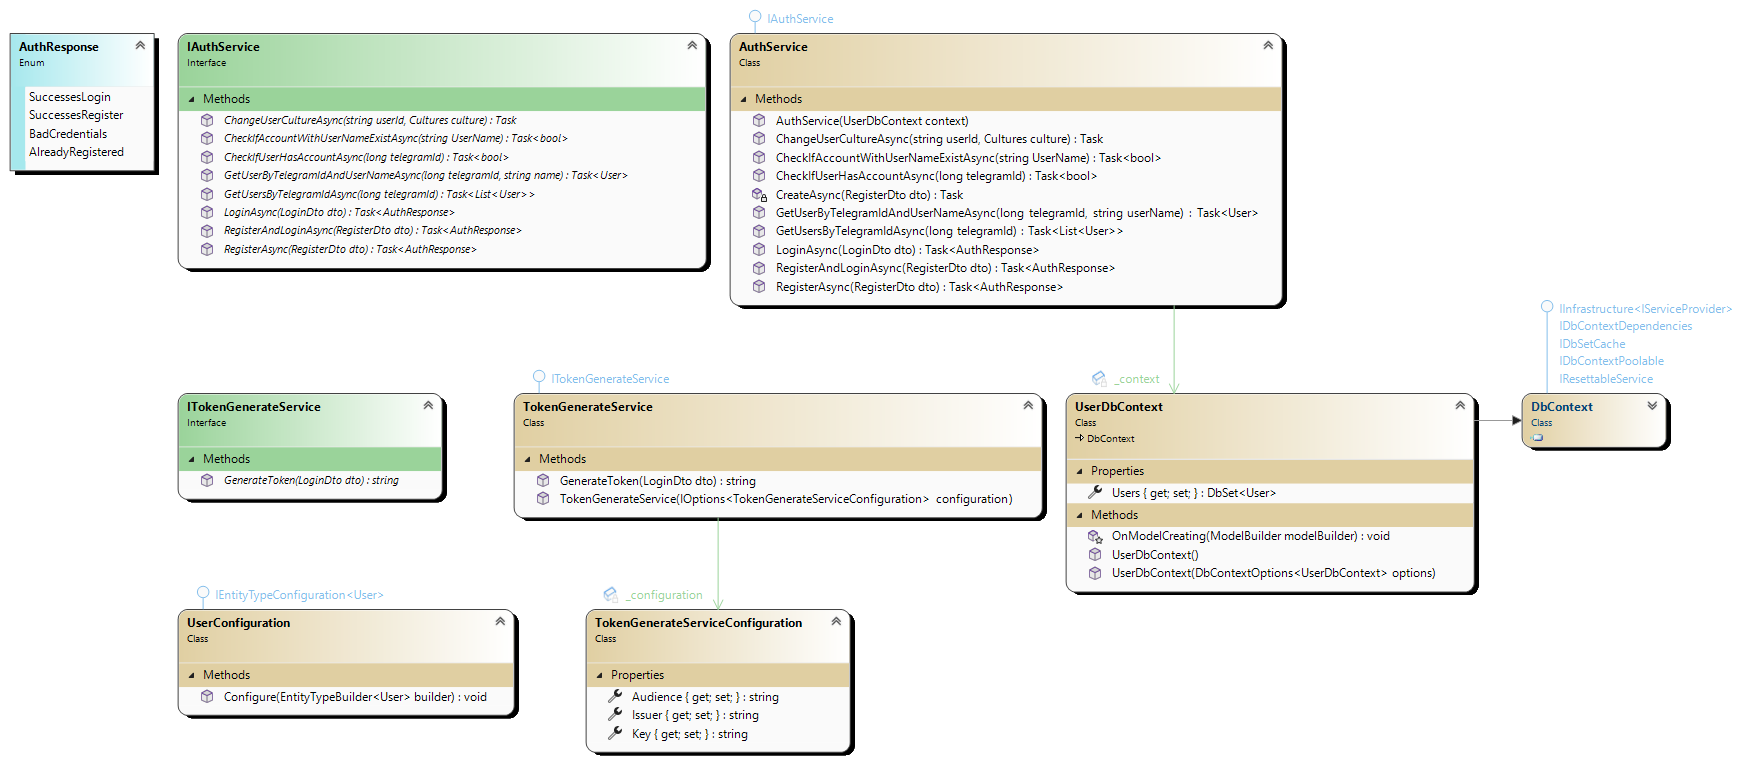 AuthResponse
Enum
SuccessesLogin
SuccessesRegister
BadCredentials
AlreadyRegistered
IAuthService
Interface
Methods
ChangeUserCultureAsync(string userId, Cultures culture) : Task
CheckIfAccountWithUserNameExistAsync(string UserName) : Task<bool>
CheckIfUserHasAccountAsync(long telegramId) : Task<bool>
GetUserByTelegramIdAndUserNameAsync(long telegramId, string name) : Task<User>
GetUsersByTelegramIdAsync(long telegramId) : Task<List<User>>
LoginAsync(LoginDto dto) : Task<AuthResponse>
RegisterAndLoginAsync(RegisterDto dto) : Task<AuthResponse>
RegisterAsync(RegisterDto dto) : Task<AuthResponse>
IAuthService
AuthService
Class
Methods
AuthService(UserDbContext context)
ChangeUserCultureAsync(string userId, Cultures culture) : Task
CheckIfAccountWithUserNameExistAsync(string UserName) : Task<bool>
CheckIfUserHasAccountAsync(long telegramId) : Task<bool>
CreateAsync(RegisterDto dto) : Task
GetUserByTelegramIdAndUserNameAsync(long telegramId, string userName) : Task<User>
GetUsersByTelegramIdAsync(long telegramId) : Task<List<User>>
LoginAsync(LoginDto dto) : Task<AuthResponse>
RegisterAndLoginAsync(RegisterDto dto) : Task<AuthResponse>
RegisterAsync(RegisterDto dto) : Task<AuthResponse>
ITokenGenerateService
Interface
Methods
GenerateToken(LoginDto dto) : string
ITokenGenerateService
TokenGenerateService
Class
Methods
GenerateToken(LoginDto dto) : string
TokenGenerateService(IOptions<TokenGenerateServiceConfiguration> configuration)
_context
UserDbContext
Class
DbContext
Properties
Users { get; set; } : DbSet<User>
Methods
OnModelCreating(ModelBuilder modelBuilder) : void
UserDbContext()
UserDbContext(DbContextOptions<UserDbContext> options)
IInfrastructure<IServiceProvider>
IDbContextDependencies
IDbSetCache
IDbContextPoolable
IResettableService
DbContext
Class
IEntityTypeConfiguration<User>
UserConfiguration
Class
Methods
Configure(EntityTypeBuilder<User> builder) : void
_configuration
TokenGenerateServiceConfiguration
Class
Properties
Audience { get; set; } : string
Issuer { get; set; } : string
Key { get; set; } : string